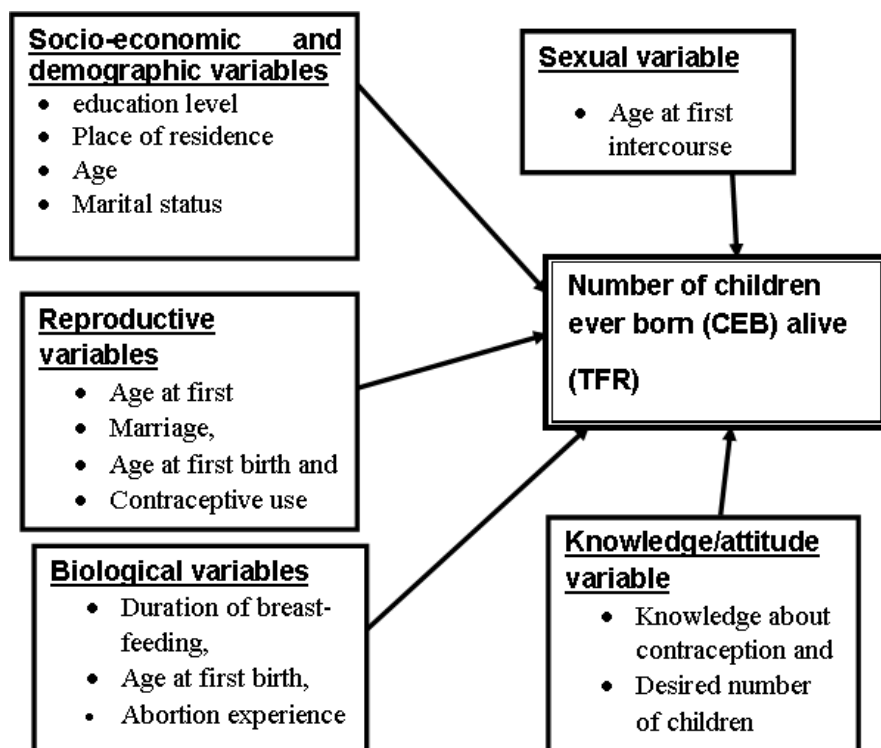 Socio-economic and
demographic variables
• education level
• Place of residence
• Age
• Marital status
Sexual variable
• Age at first
intercourse
Number of children
ever born (CEB) alive
(TFR)
Reproductive
variables
• Age at first
• Marriage,
• Age at first birth and
• Contraceptive use
Biological variables
• Duration of breast-
feeding,
• Age at first birth,
• Abortion experience
Knowledge/attitude
variable
• Knowledge about
contraception and
• Desired number
of children